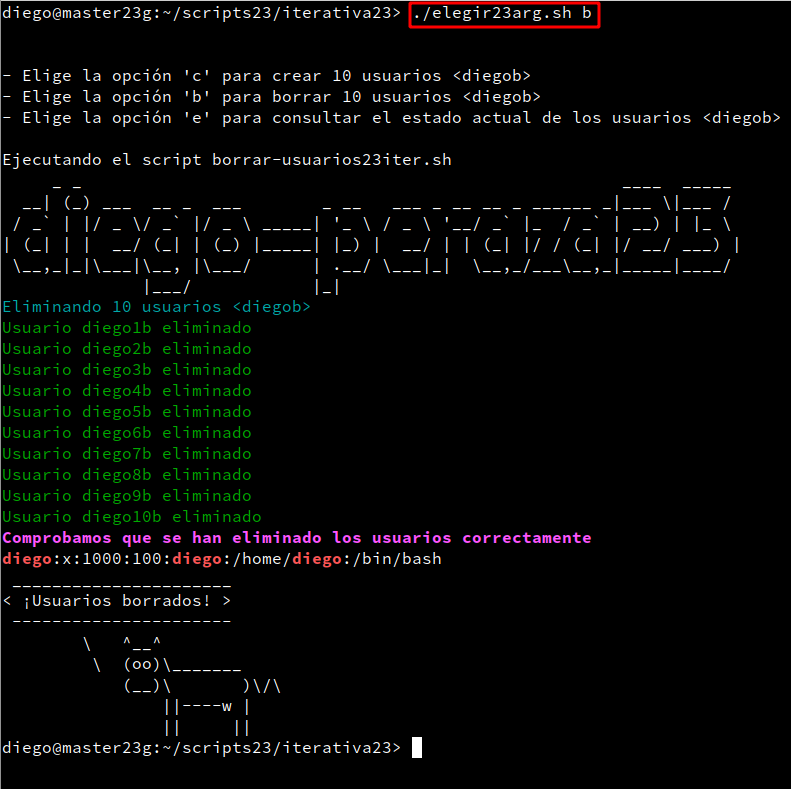 diego@master23g:~/scripts23/iterativa23> ./elegir23arg.sh b
- Elige la opción 'c' para crear 10 usuarios <diegob>
- Elige la opción 'b' para borrar 10 usuarios <diegob>
- Elige la opción 'e' para consultar el estado actual de los usuarios <diegob>
Ejecutando el script borrar-usuarios23iter.sh
diego-peraza23
Eliminando 10 usuarios <diegob>
Usuario diego1b eliminado
Usuario diego2b eliminado
Usuario diego3b eliminado
Usuario diego4b eliminado
Usuario diego5b eliminado
Usuario diego6b eliminado
Usuario diego7b eliminado
Usuario diego8b eliminado
Usuario diego9b eliminado
Usuario diego10b eliminado
Comprobamos que se han eliminado los usuarios correctamente
diego:x:1000:100:diego:/home/diego:/bin/bash
< ¡Usuarios borrados! >
diego@master23g:~/scripts23/iterativa23>